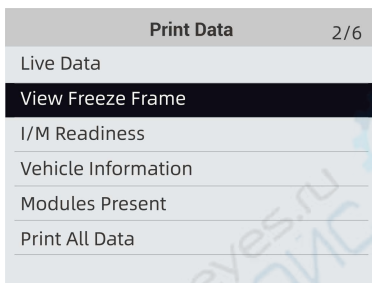 Print Data 2/6
Live Data
View Freeze Frame
I/M Readiness
Vehicle Information
Modules Present
Print All Data